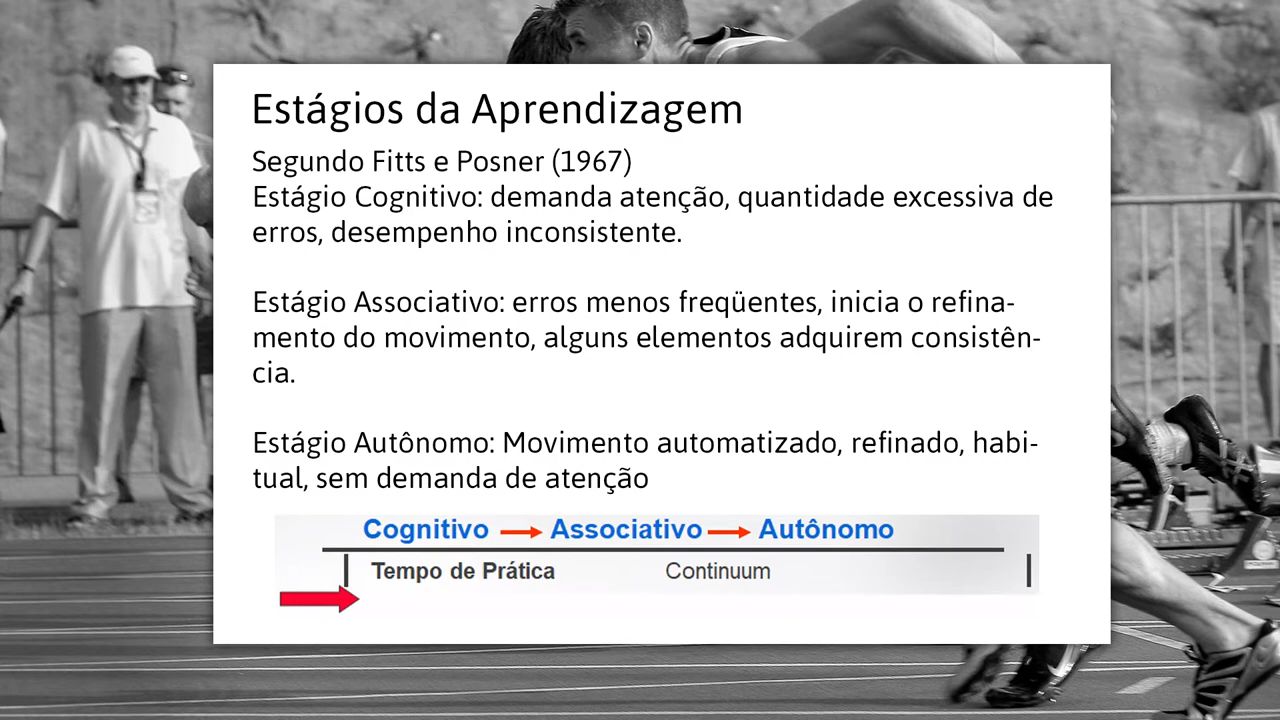 Estágios da Aprendizagem
Segundo Fitts e Posner (1967)
Estágio Cognitivo: demanda atenção, quantidade excessiva de
erros, desempenho inconsistente.
Estágio Associativo: erros menos freqüentes, inicia o refina-
mento do movimento, alguns elementos adquirem consistên-
cia.
Estágio Autônomo: Movimento automatizado, refinado, habi-
tual, sem demanda de atenção
Cognitivo Associativo Autônomo
Tempo de Prática Continuum